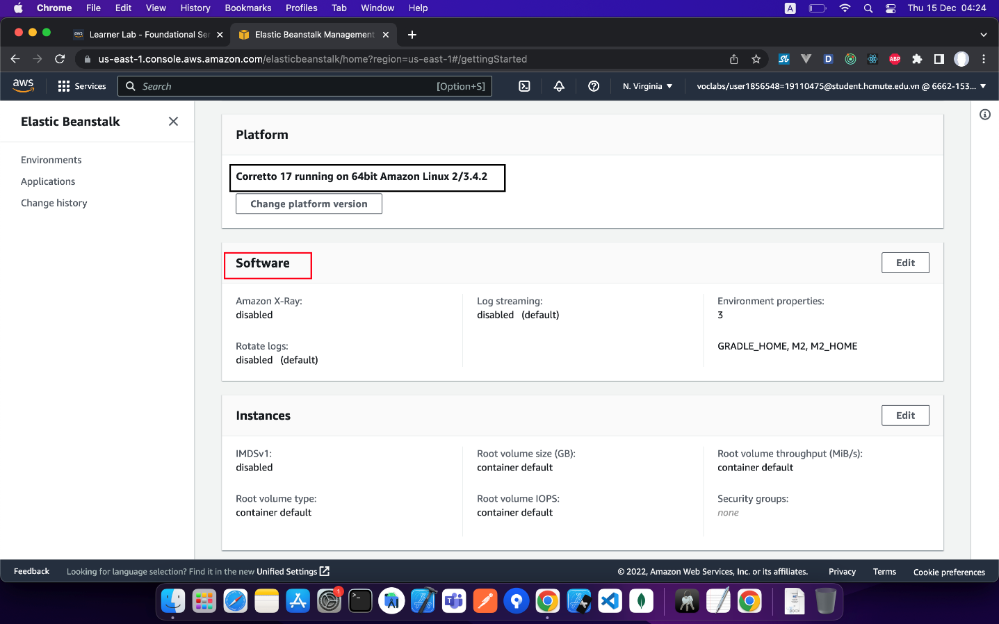 Chrome File Edit View History Bookmarks Profiles Tab Window Help A Thu 15 Dec 04:24
aws Learner Lab - Foundational Ser Elastic Beanstalk Management
us-east-1.console.aws.amazon.com/elasticbeanstalk/home?region=us-east-1#/gettingStarted D ABP
aws Services Search [Option+S] N. Virginia voclabs/user1856548=19110475@student.hcmute.edu.vn @ 6662-153...
Elastic Beanstalk
Environments
Applications
Change history
Platform
Corretto 17 running on 64bit Amazon Linux 2/3.4.2
Change platform version
Software Edit
Amazon X-Ray: Log streaming: Environment properties:
disabled disabled (default) 3
Rotate logs: GRADLE_HOME, M2, M2_HOME
disabled (default)
Instances Edit
IMDSv1: Root volume size (GB): Root volume throughput (MiB/s):
disabled container default container default
Root volume type: Root volume IOPS: Security groups:
container default container default none
Feedback Looking for language selection? Find it in the new Unified Settings © 2022, Amazon Web Services, Inc. or its affiliates. Privacy Terms Cookie preferences
1
DOCX